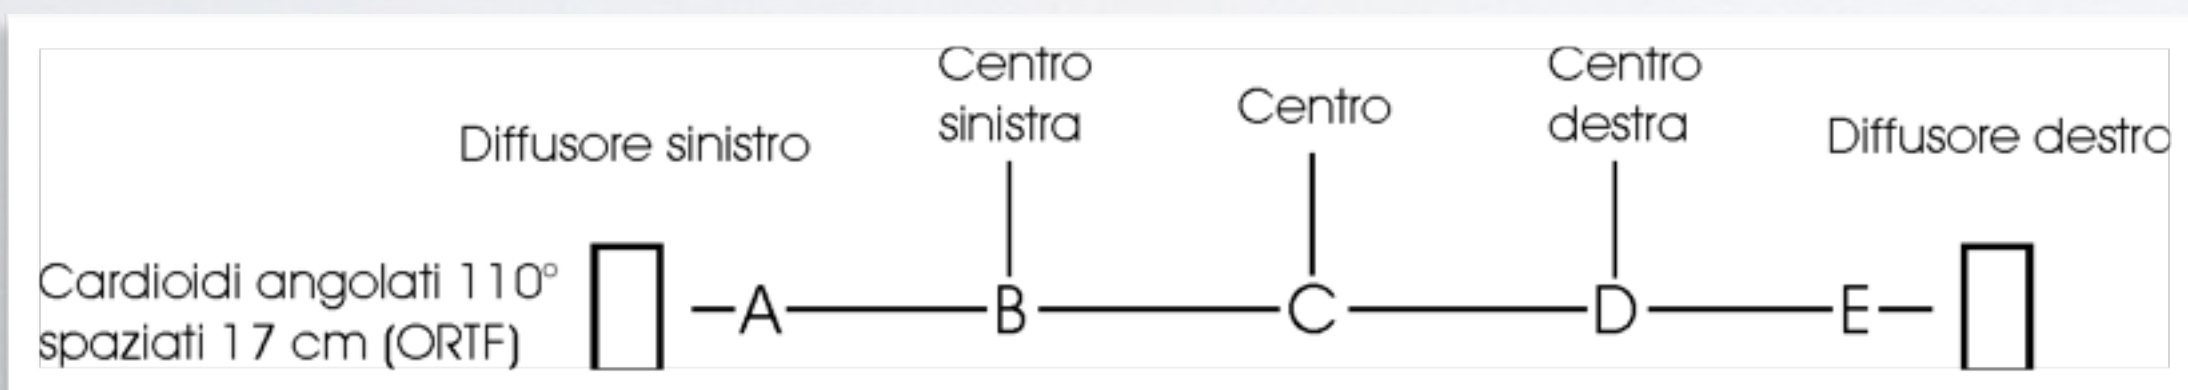 Diffusore sinistro
Centro
sinistra
Centro
Centro
destra
Diffusore destro
Cardioidi angolati 110°
spaziati 17 cm (ORTF)
A B C D E